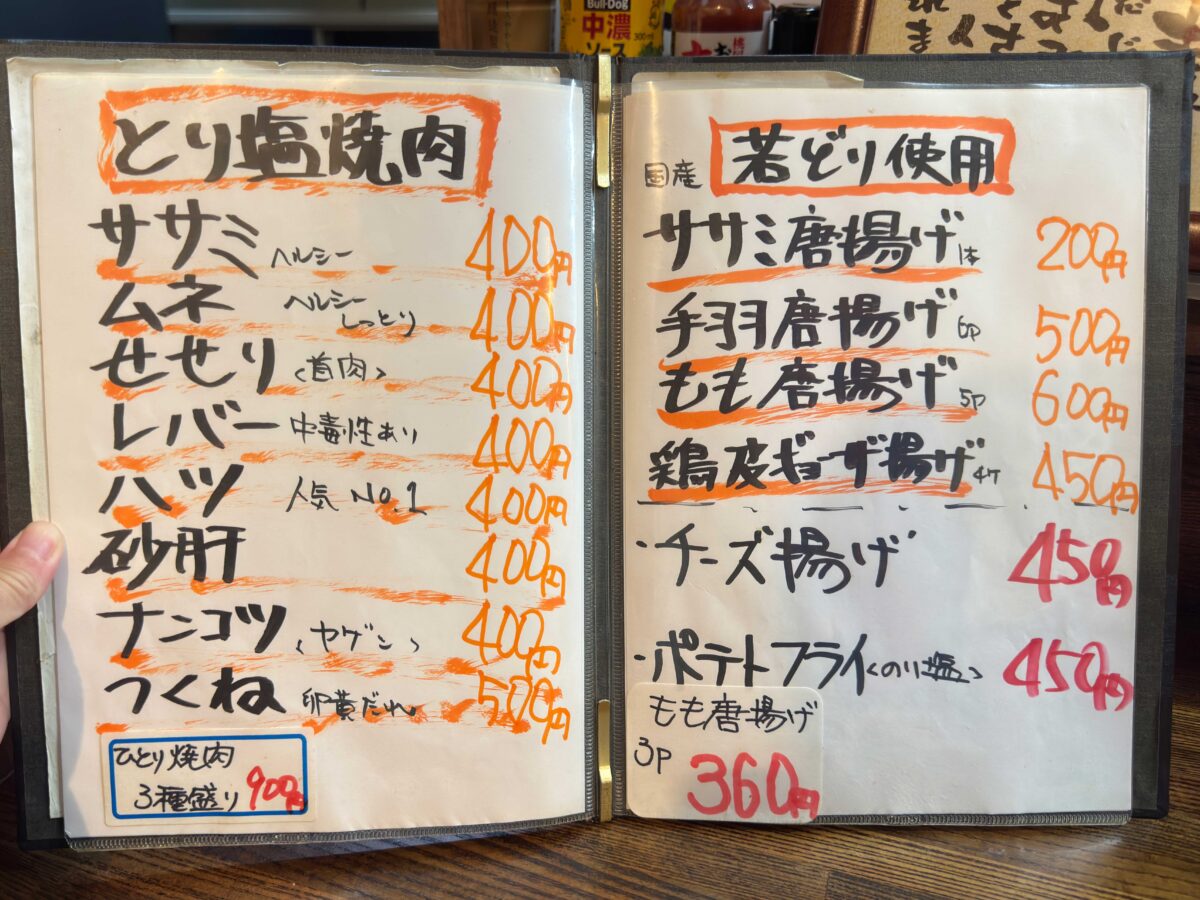 Bull-Dog
中濃
ソース
300ml
とり塩焼肉
ササミ ヘルシー 400円
ムネ ヘルシー しっとり 400円
せせり <首肉> 400円
レバー 中毒性あり 400円
ハツ 人気 No.1 400円
砂肝 400円
ナンコツ <ヤゲン> 400円
つくね 卵黄だれ。 500円
ひとり焼肉
3種盛り 900円
国産 若どり使用
ササミ唐揚げ 1本 200円
手羽唐揚げ 6P 500円
もも唐揚げ 5P 600円
鶏皮ギョーザ揚げ 4ケ 450円
・チーズ揚げ 450円
・ポテトフライ<のり塩> 450円
もも唐揚げ
3P 360円